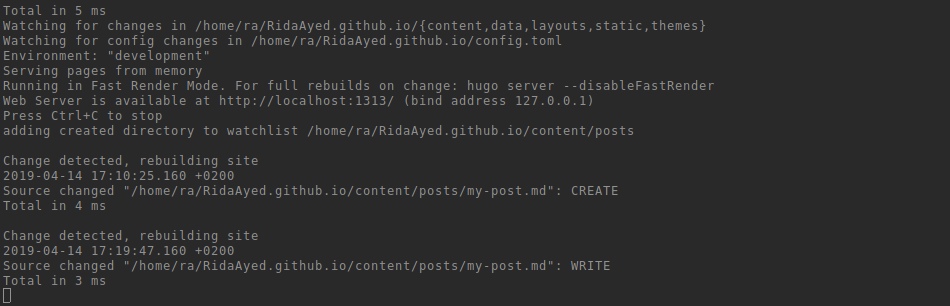 Total in 5 ms
Watching for changes in /home/ra/RidaAyed.github.io/{content,data,layouts,static,themes}
Watching for config changes in /home/ra/RidaAyed.github.io/config.toml
Environment: "development"
Serving pages from memory
Running in Fast Render Mode. For full rebuilds on change: hugo server --disableFastRender
Web Server is available at http://localhost:1313/ (bind address 127.0.0.1)
Press Ctrl+C to stop
adding created directory to watchlist /home/ra/RidaAyed.github.io/content/posts
Change detected, rebuilding site
2019-04-14 17:10:25.160 +0200
Source changed "/home/ra/RidaAyed.github.io/content/posts/my-post.md": CREATE
Total in 4 ms
Change detected, rebuilding site
2019-04-14 17:19:47.160 +0200
Source changed "/home/ra/RidaAyed.github.io/content/posts/my-post.md": WRITE
Total in 3 ms